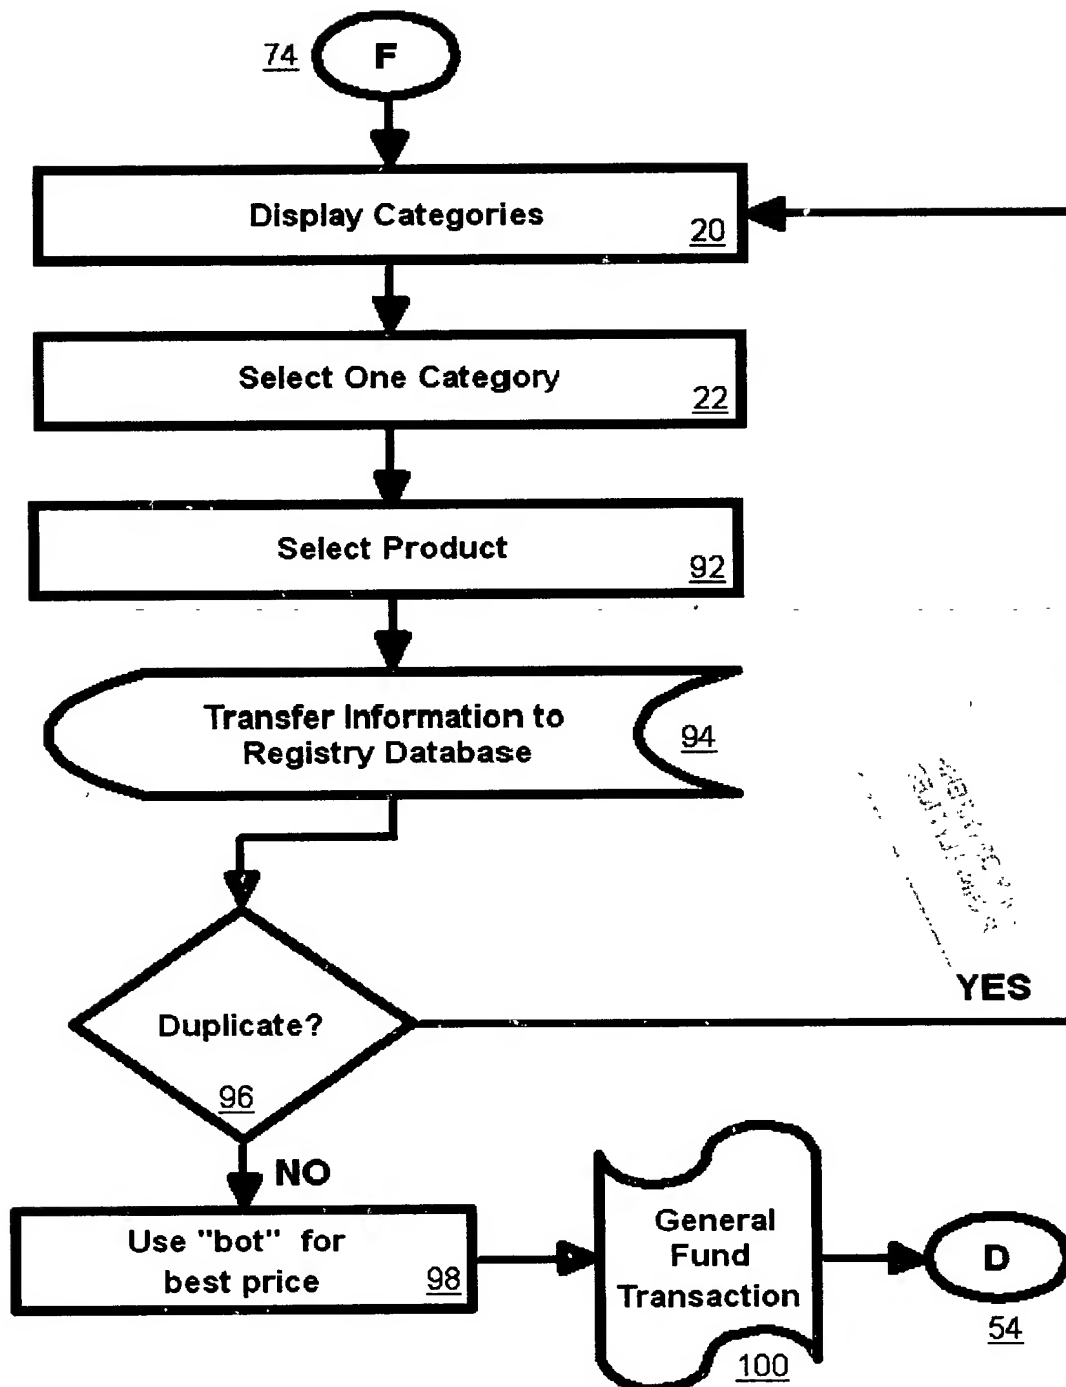 74
F
Display Categories
20
Select One Category
22
Select Product
92
Transfer Information to
Registry Database
94
Duplicate?
96
YES
NO
Use "bot" for
best price
98
General
Fund
Transaction
100
D
54